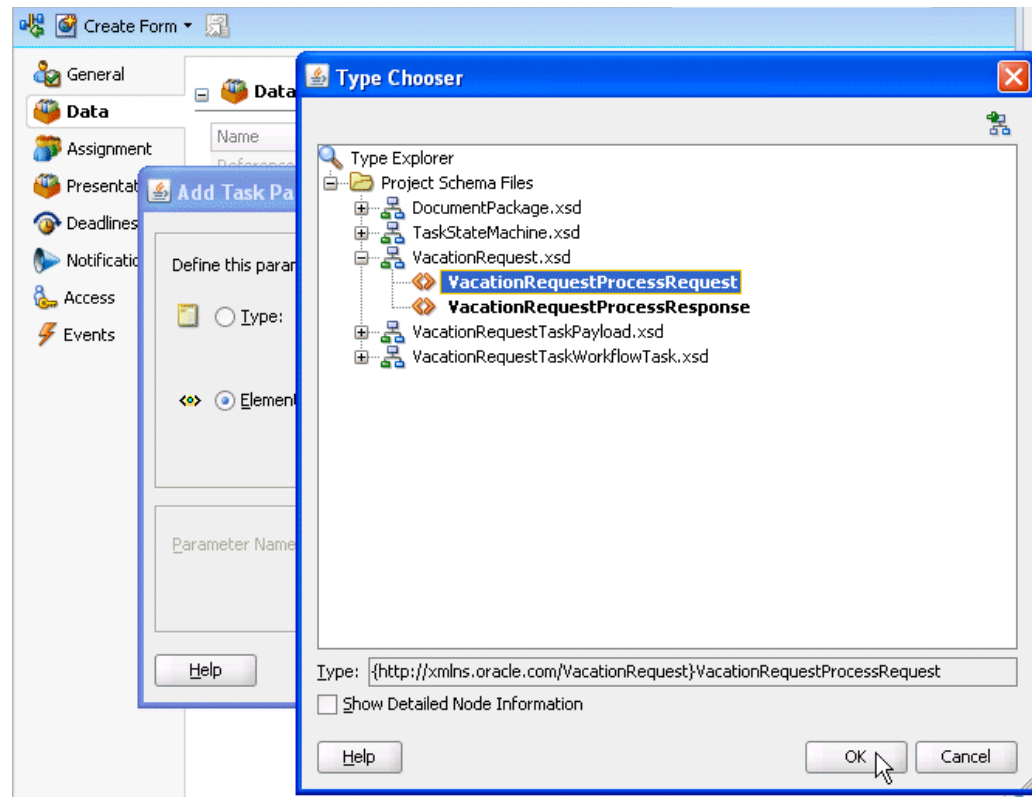 Create Form
General
Data
Assignment
Presentat
Deadlines
Notificatic
Access
Events
Data
Name
Add Task Pa
Define this parar
Type:
Element
Parameter Name
Help
Type Chooser
Type Explorer
Project Schema Files
DocumentPackage.xsd
TaskStateMachine.xsd
VacationRequest.xsd
VacationRequestProcessRequest
VacationRequestProcessResponse
VacationRequestTaskPayload.xsd
VacationRequestTaskWorkflowTask.xsd
Type: {http://xmlns.oracle.com/VacationRequest}VacationRequestProcessRequest
Show Detailed Node Information
Help OK Cancel